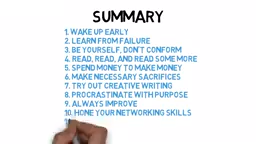 SUMMARY
1. WAKE UP EARLY
2. LEARN FROM FAILURE
3. BE YOURSELF, DON'T CONFORM
4. READ, READ, AND READ SOME MORE
5. SPEND MONEY TO MAKE MONEY
6. MAKE NECESSARY SACRIFICES
7. TRY OUT CREATIVE WRITING
8. PROCRASTINATE WITH PURPOSE
9. ALWAYS IMPROVE
10. HONE YOUR NETWORKING SKILLS